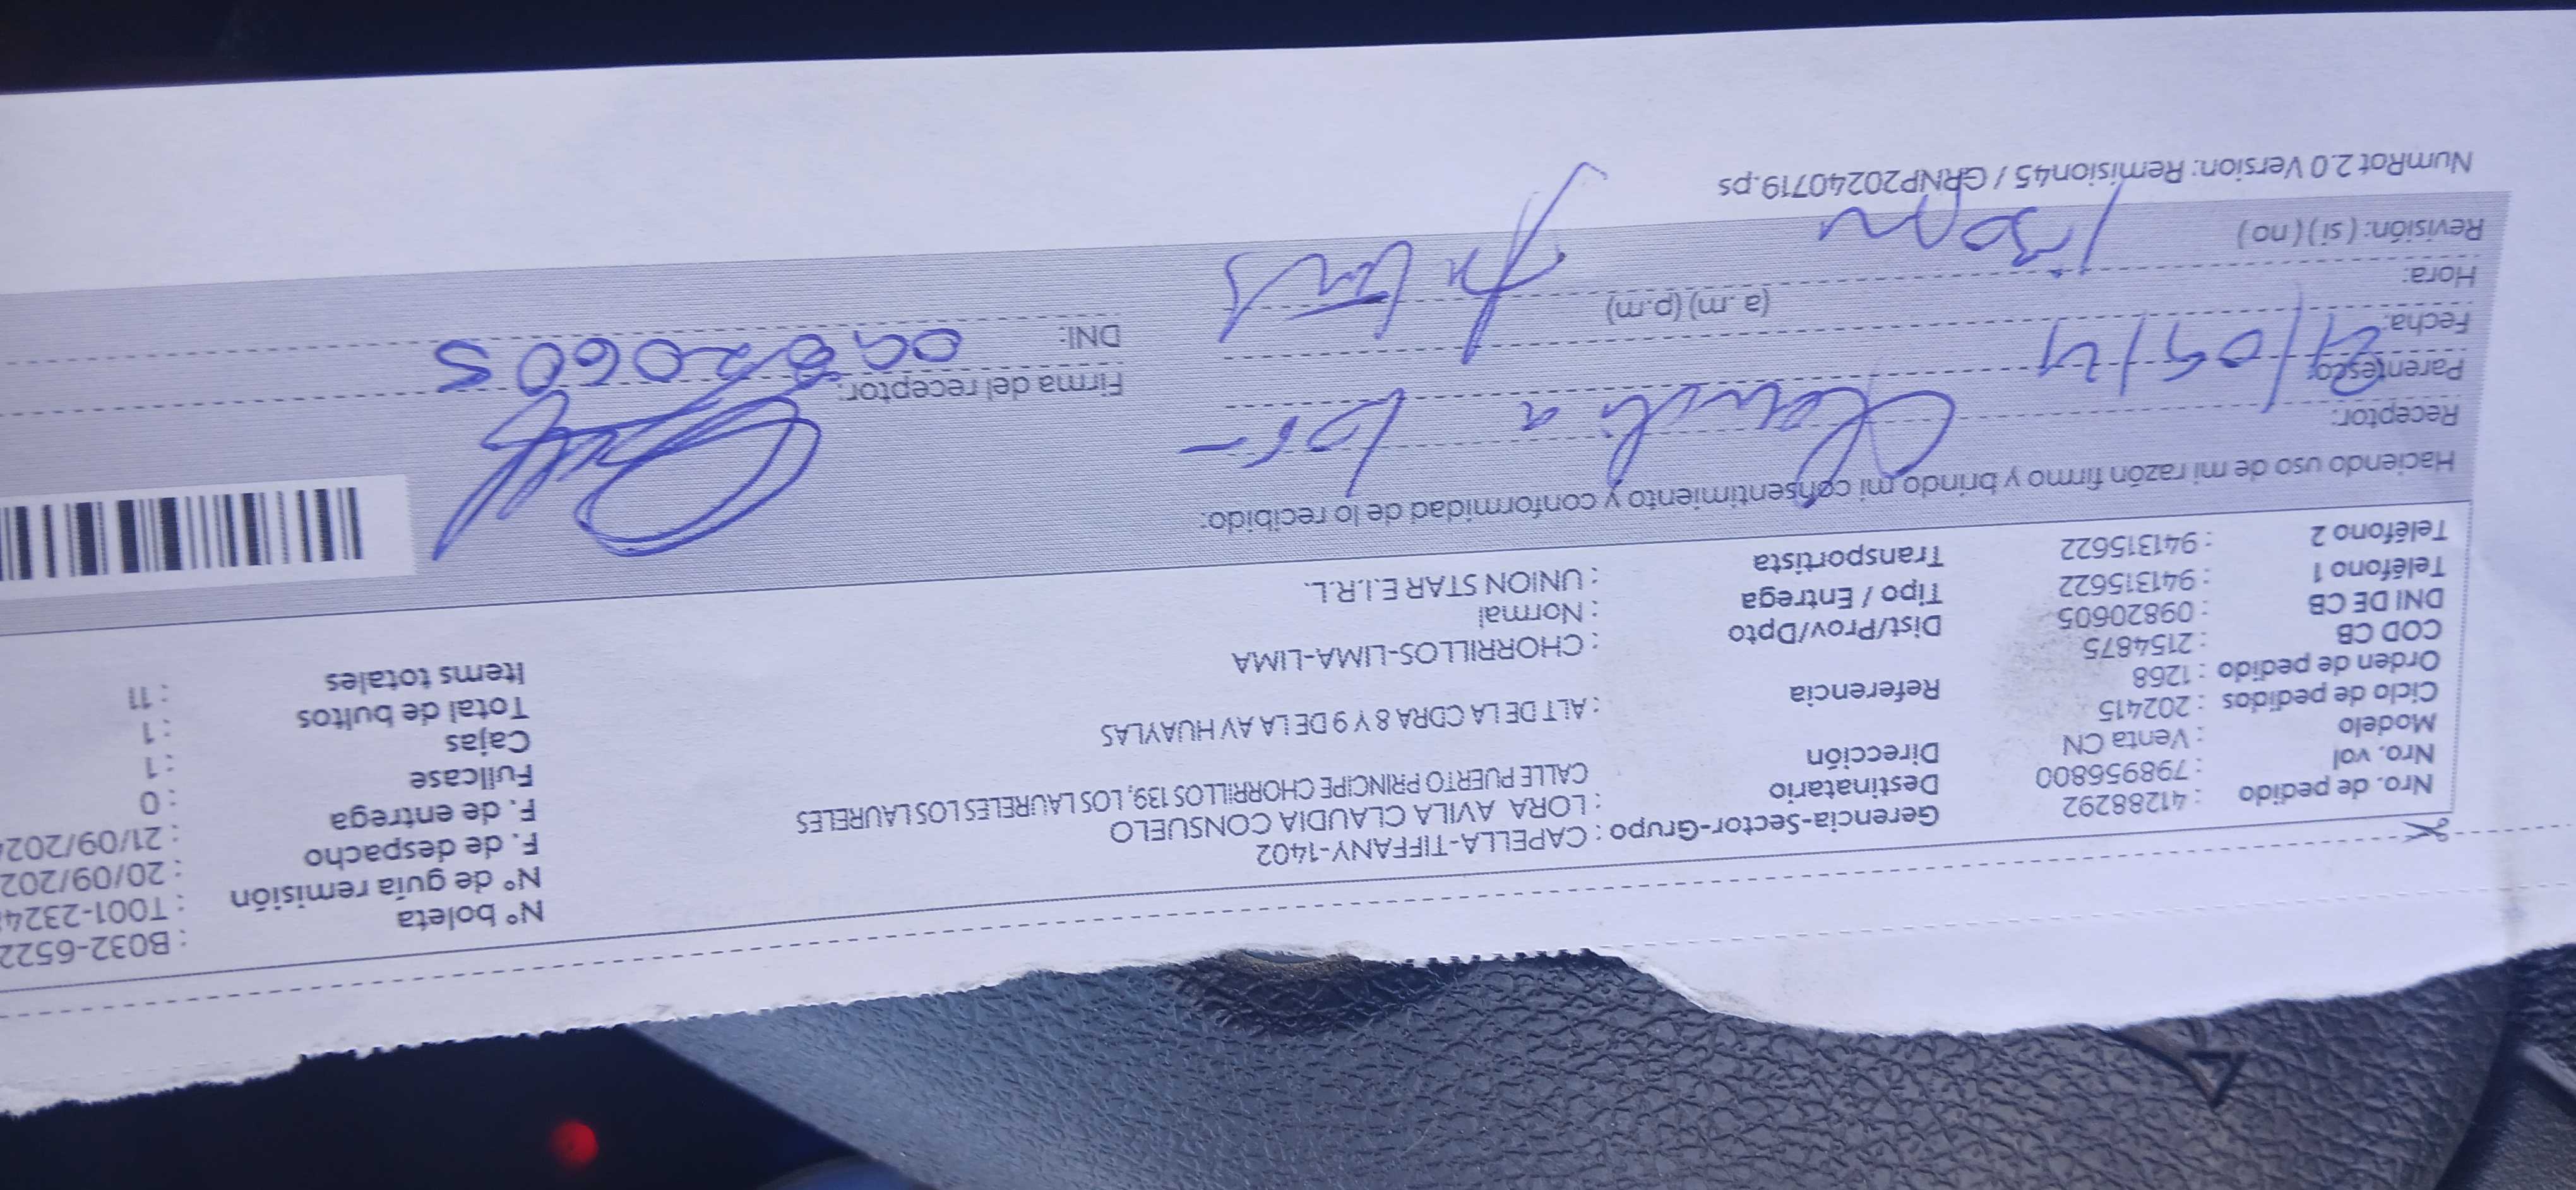 Nro. de pedido : 41288292 Gerencia-Sector-Grupo : CAPELLA-TIFFANY-1402 N° boleta : B032-6522
Nro. vol : 798956800 Destinatario : LORA AVILA CLAUDIA CONSUELO N° de guía remisión : T001-2324
Modelo : Venta CN Dirección CALLE PUERTO PRINCIPE CHORRILLOS 139, LOS LAURELES LOS LAURELES F. de despacho : 20/09/202
Ciclo de pedidos : 202415 F. de entrega : 21/09/202
Orden de pedido : 1268 Referencia : ALT DE LA CDRA 8 Y 9 DE LA AV HUAYLAS Fullcase : 0
COD CB : 2154875 Cajas : 1
DNI DE CB : 09820605 Dist/Prov/Dpto : CHORRILLOS-LIMA-LIMA Total de bultos : 1
Teléfono 1 : 941315622 Tipo / Entrega : Normal Items totales : 11
Teléfono 2 : 941315622 Transportista : UNION STAR E.I.R.L.
Haciendo uso de mi razón firmo y brindo mi consentimiento y conformidad de lo recibido:
Receptor: Claudia Lora
Parentesco: Firma del receptor:
Fecha: DNI: 09820605
Hora: (a.m) (p.m)
Revisión: (si) (no)
NumRot 2.0 Version: Remision45 / GRNP20240719.ps